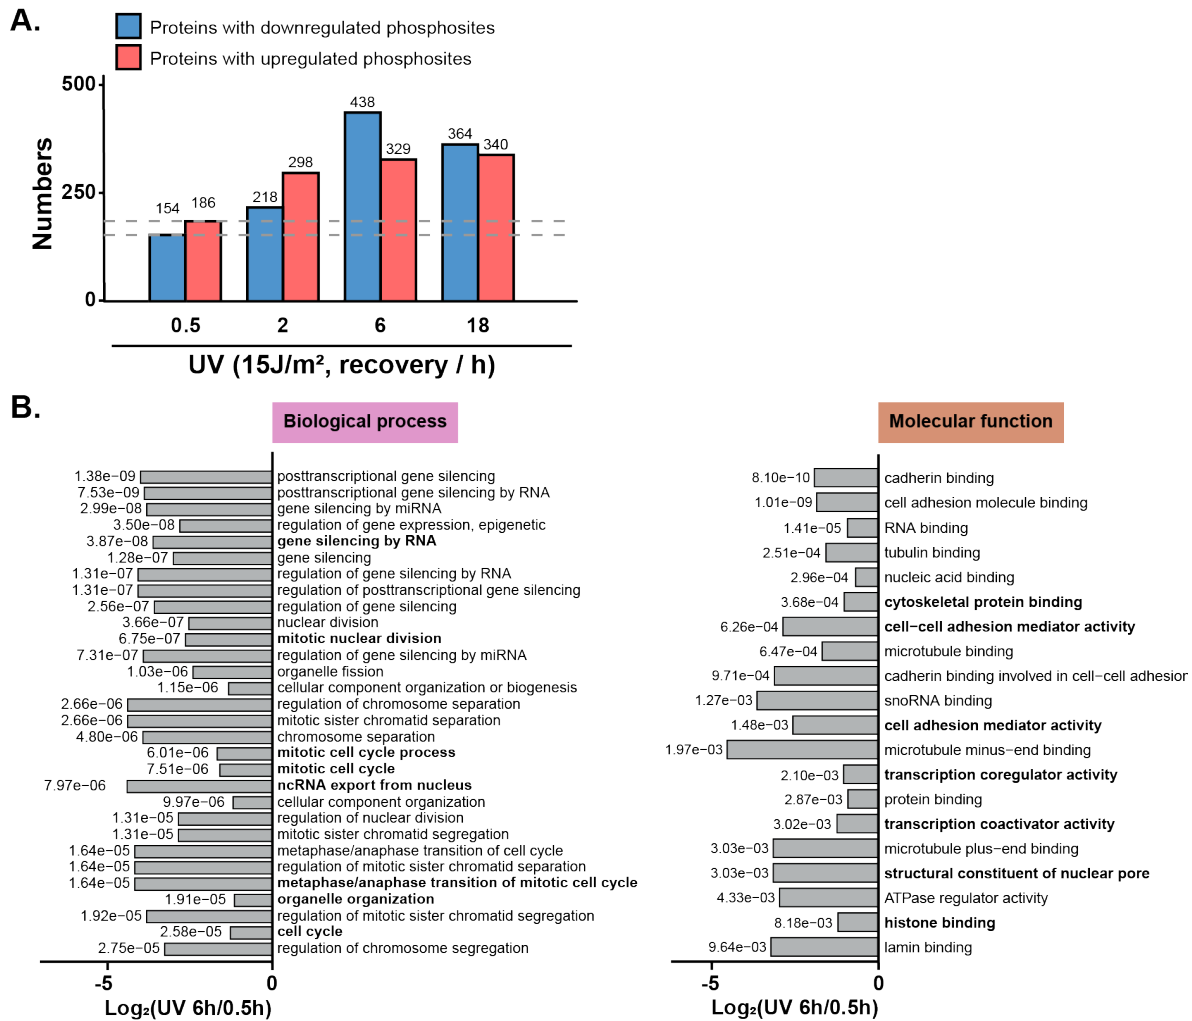 A.
Proteins with downregulated phosphosites
Proteins with upregulated phosphosites
Numbers
500
250
0
154
186
218
298
438
329
364
340
0.5
2
6
18
UV (15J/m², recovery / h)
B.
Biological process
1.38e−09 posttranscriptional gene silencing
7.53e−09 posttranscriptional gene silencing by RNA
2.99e−08 gene silencing by miRNA
3.50e−08 regulation of gene expression, epigenetic
3.87e−08 gene silencing by RNA
1.28e−07 gene silencing
1.31e−07 regulation of gene silencing by RNA
1.31e−07 regulation of posttranscriptional gene silencing
2.56e−07 regulation of gene silencing
3.66e−07 nuclear division
6.75e−07 mitotic nuclear division
7.31e−07 regulation of gene silencing by miRNA
1.03e−06 organelle fission
1.15e−06 cellular component organization or biogenesis
2.66e−06 regulation of chromosome separation
2.66e−06 mitotic sister chromatid separation
4.80e−06 chromosome separation
6.01e−06 mitotic cell cycle process
7.51e−06 mitotic cell cycle
7.97e−06 ncRNA export from nucleus
9.97e−06 cellular component organization
1.31e−05 regulation of nuclear division
1.31e−05 mitotic sister chromatid segregation
1.64e−05 metaphase/anaphase transition of cell cycle
1.64e−05 regulation of mitotic sister chromatid separation
1.64e−05 metaphase/anaphase transition of mitotic cell cycle
1.91e−05 organelle organization
1.92e−05 regulation of mitotic sister chromatid segregation
2.58e−05 cell cycle
2.75e−05 regulation of chromosome segregation
-5
0
Log₂(UV 6h/0.5h)
Molecular function
8.10e−10 cadherin binding
1.01e−09 cell adhesion molecule binding
1.41e−05 RNA binding
2.51e−04 tubulin binding
2.96e−04 nucleic acid binding
3.68e−04 cytoskeletal protein binding
6.26e−04 cell−cell adhesion mediator activity
6.47e−04 microtubule binding
9.71e−04 cadherin binding involved in cell−cell adhesion
1.27e−03 snoRNA binding
1.48e−03 cell adhesion mediator activity
1.97e−03 microtubule minus−end binding
2.10e−03 transcription coregulator activity
2.87e−03 protein binding
3.02e−03 transcription coactivator activity
3.03e−03 microtubule plus−end binding
3.03e−03 structural constituent of nuclear pore
4.33e−03 ATPase regulator activity
8.18e−03 histone binding
9.64e−03 lamin binding
-5
0
Log₂(UV 6h/0.5h)